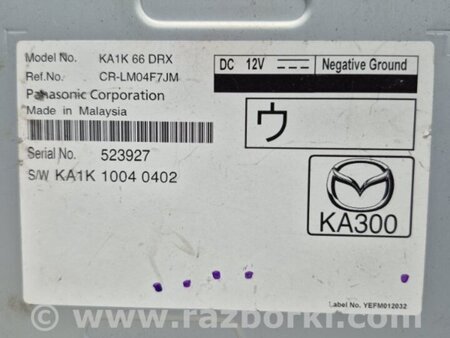 Model No. KA1K 66 DRX
Ref.No. CR-LM04F7JM
Panasonic Corporation
Made in Malaysia
Serial No. 523927
S/W KA1K 1004 0402
DC 12V Negative Ground
ウ
KA300
Label No. YEFM012032
© www.razborki.com